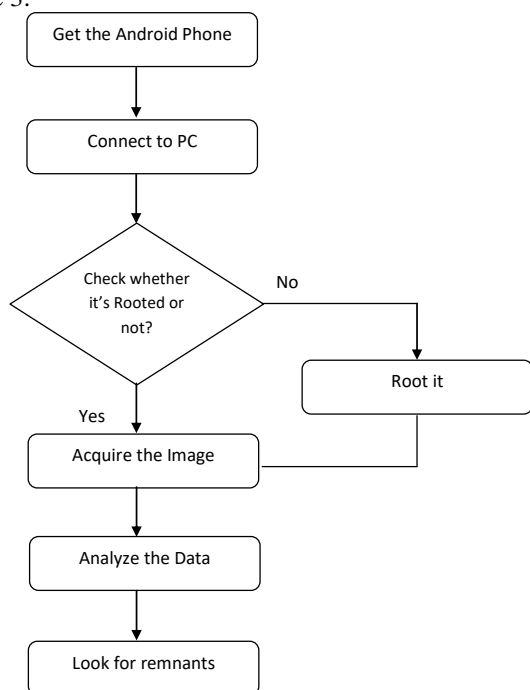 3.
Get the Android Phone
Connect to PC
Check whether
it's Rooted or
not?
No
Root it
Yes
Acquire the Image
Analyze the Data
Look for remnants